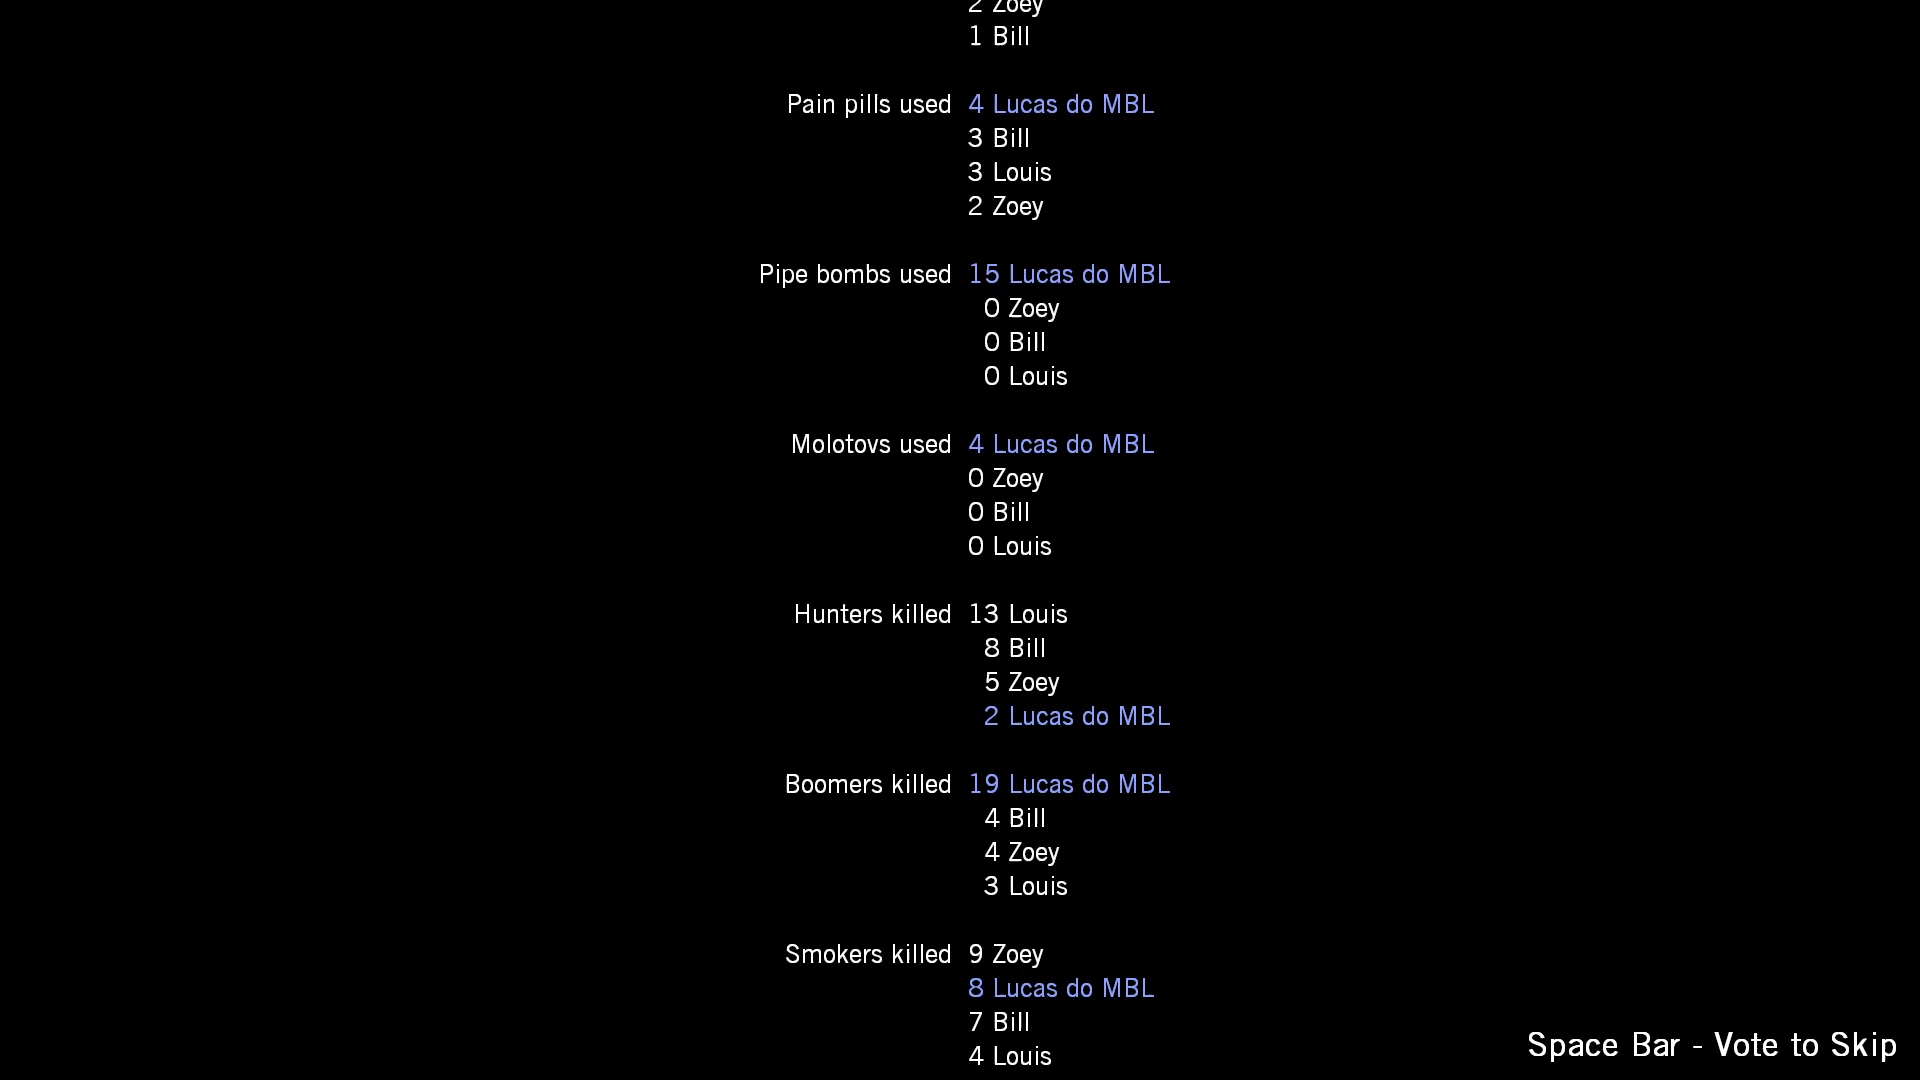 2 Zoey
1 Bill
Pain pills used 4 Lucas do MBL
3 Bill
3 Louis
2 Zoey
Pipe bombs used 15 Lucas do MBL
0 Zoey
0 Bill
0 Louis
Molotovs used 4 Lucas do MBL
0 Zoey
0 Bill
0 Louis
Hunters killed 13 Louis
8 Bill
5 Zoey
2 Lucas do MBL
Boomers killed 19 Lucas do MBL
4 Bill
4 Zoey
3 Louis
Smokers killed 9 Zoey
8 Lucas do MBL
7 Bill
4 Louis
Space Bar - Vote to Skip